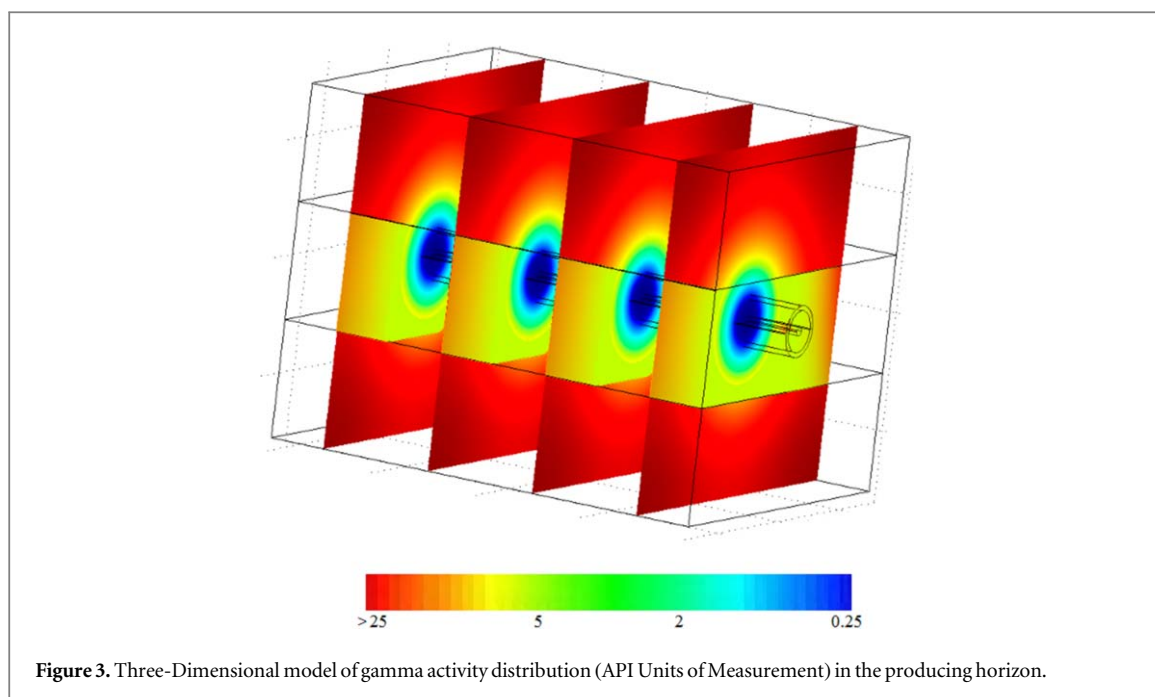 > 25 5 2 0.25
Figure 3. Three-Dimensional model of gamma activity distribution (API Units of Measurement) in the producing horizon.